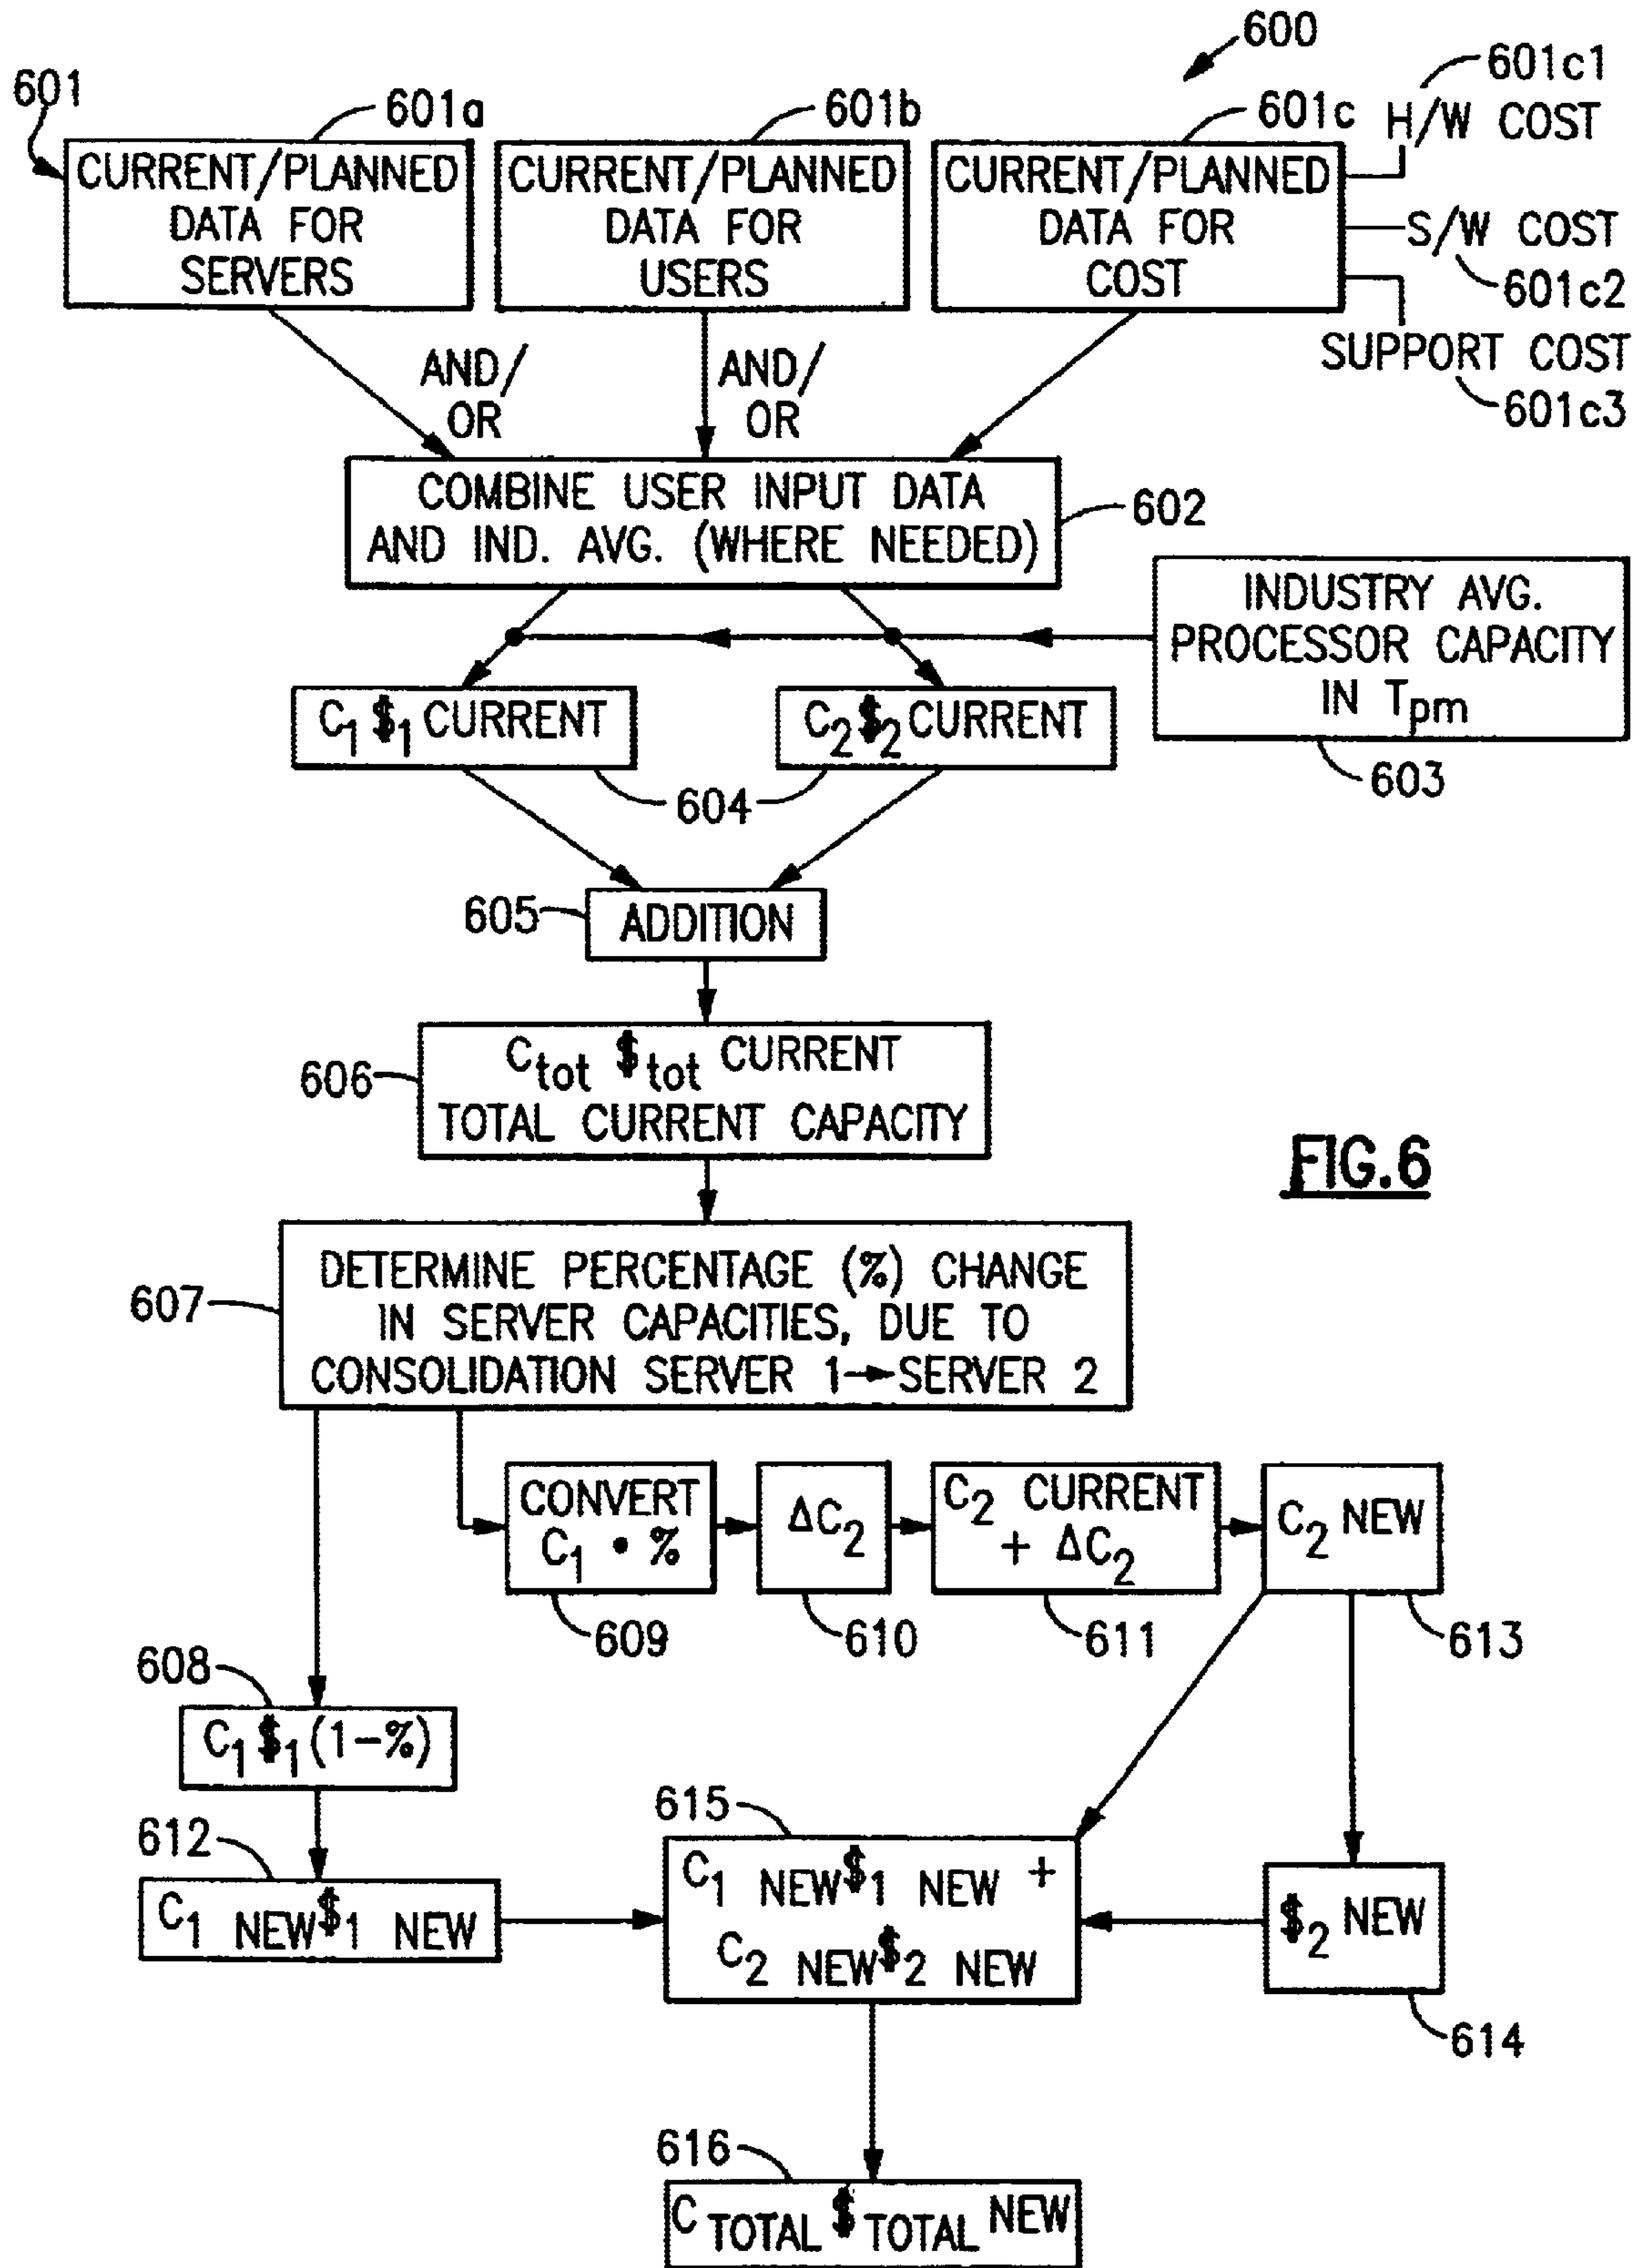 600
601
601a
601b
601c
601c1
H/W COST
CURRENT/PLANNED
DATA FOR
SERVERS
CURRENT/PLANNED
DATA FOR
USERS
CURRENT/PLANNED
DATA FOR
COST
S/W COST
601c2
SUPPORT COST
601c3
AND/
OR
AND/
OR
COMBINE USER INPUT DATA
AND IND. AVG. (WHERE NEEDED)
602
INDUSTRY AVG.
PROCESSOR CAPACITY
IN Tpm
603
C1 $1 CURRENT
C2 $2 CURRENT
604
605
ADDITION
606
Ctot $tot CURRENT
TOTAL CURRENT CAPACITY
FIG.6
607
DETERMINE PERCENTAGE (%) CHANGE
IN SERVER CAPACITIES, DUE TO
CONSOLIDATION SERVER 1→SERVER 2
CONVERT
C1 • %
ΔC2
C2 CURRENT
+ ΔC2
C2 NEW
609
610
611
613
608
C1 $1 (1-%)
612
C1 NEW $1 NEW
615
C1 NEW $1 NEW +
C2 NEW $2 NEW
$2 NEW
614
616
C TOTAL $ TOTAL NEW